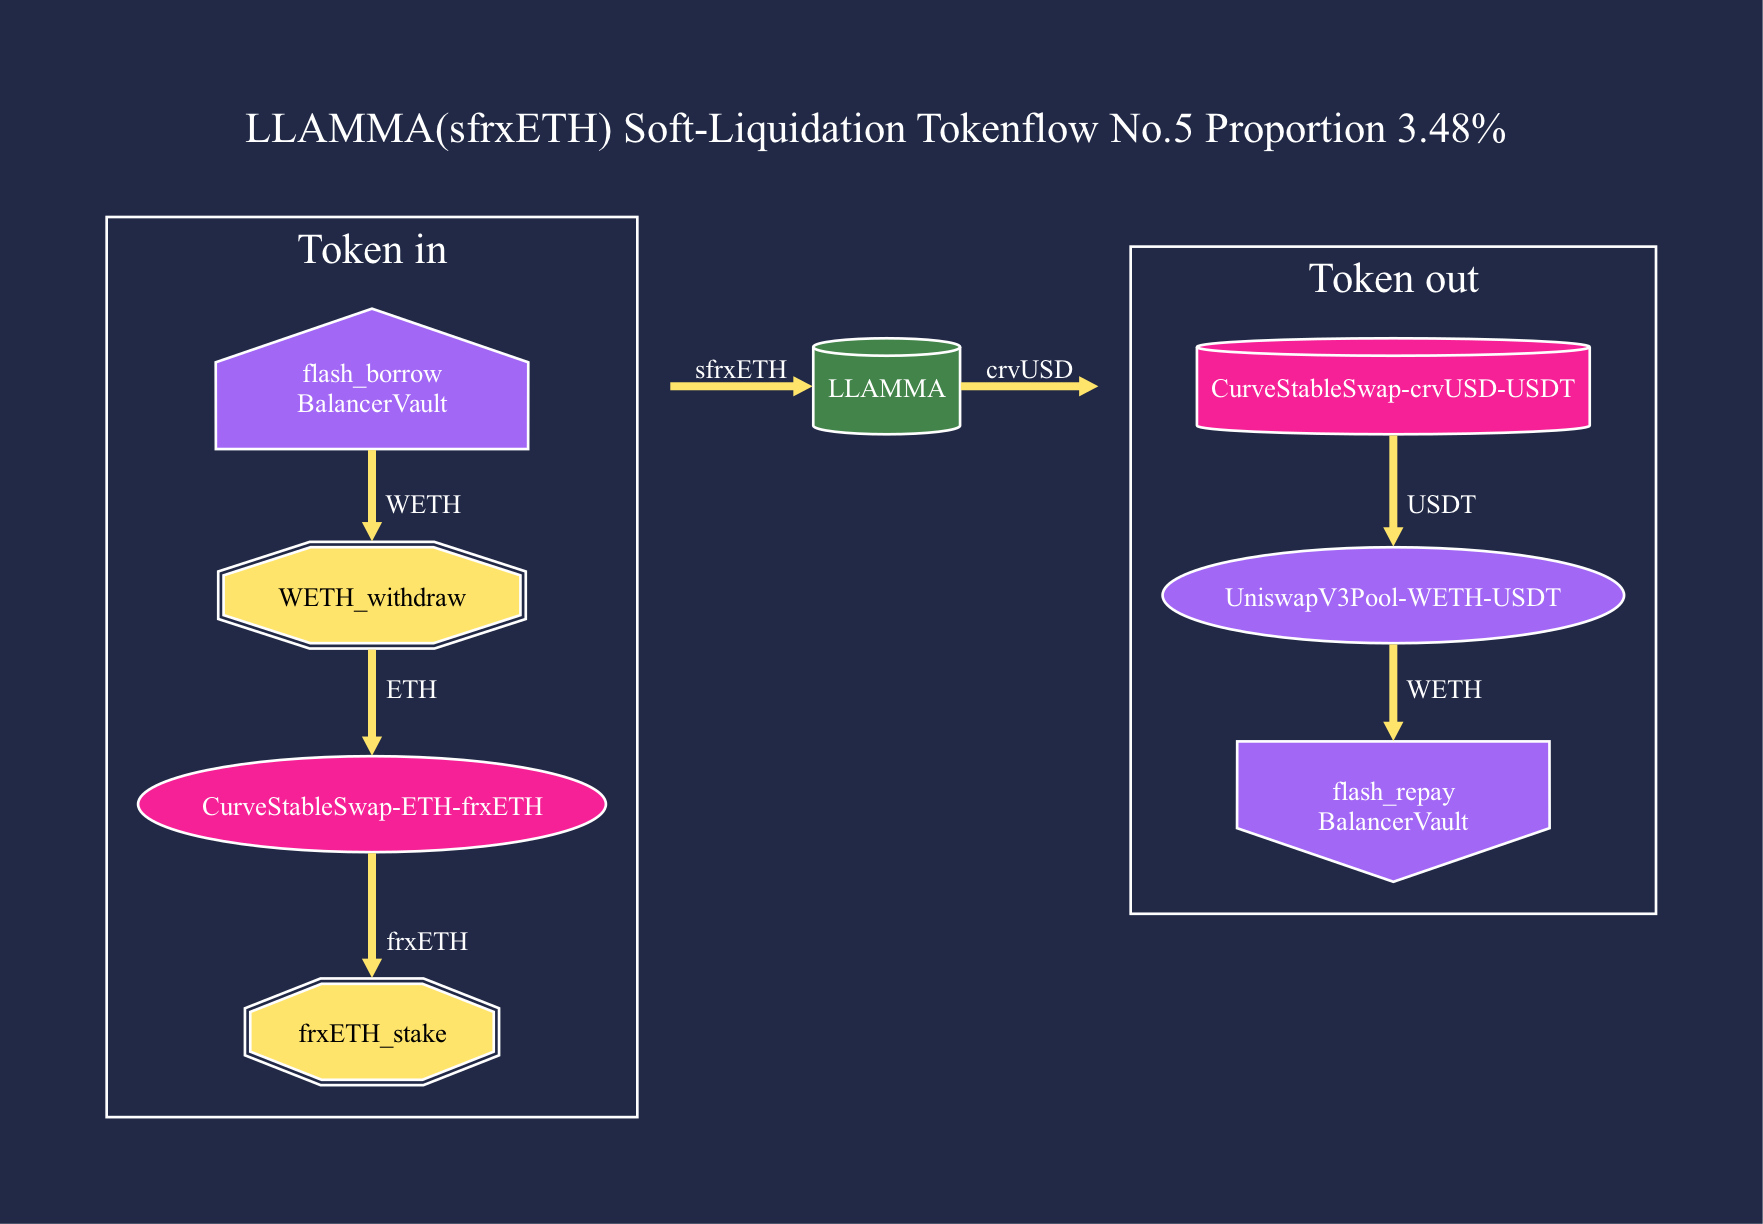 LLAMMA(sfrxETH) Soft-Liquidation Tokenflow No.5 Proportion 3.48%
Token in
flash_borrow
BalancerVault
WETH
WETH_withdraw
ETH
CurveStableSwap-ETH-frxETH
frxETH
frxETH_stake
sfrxETH
LLAMMA
crvUSD
Token out
CurveStableSwap-crvUSD-USDT
USDT
UniswapV3Pool-WETH-USDT
WETH
flash_repay
BalancerVault